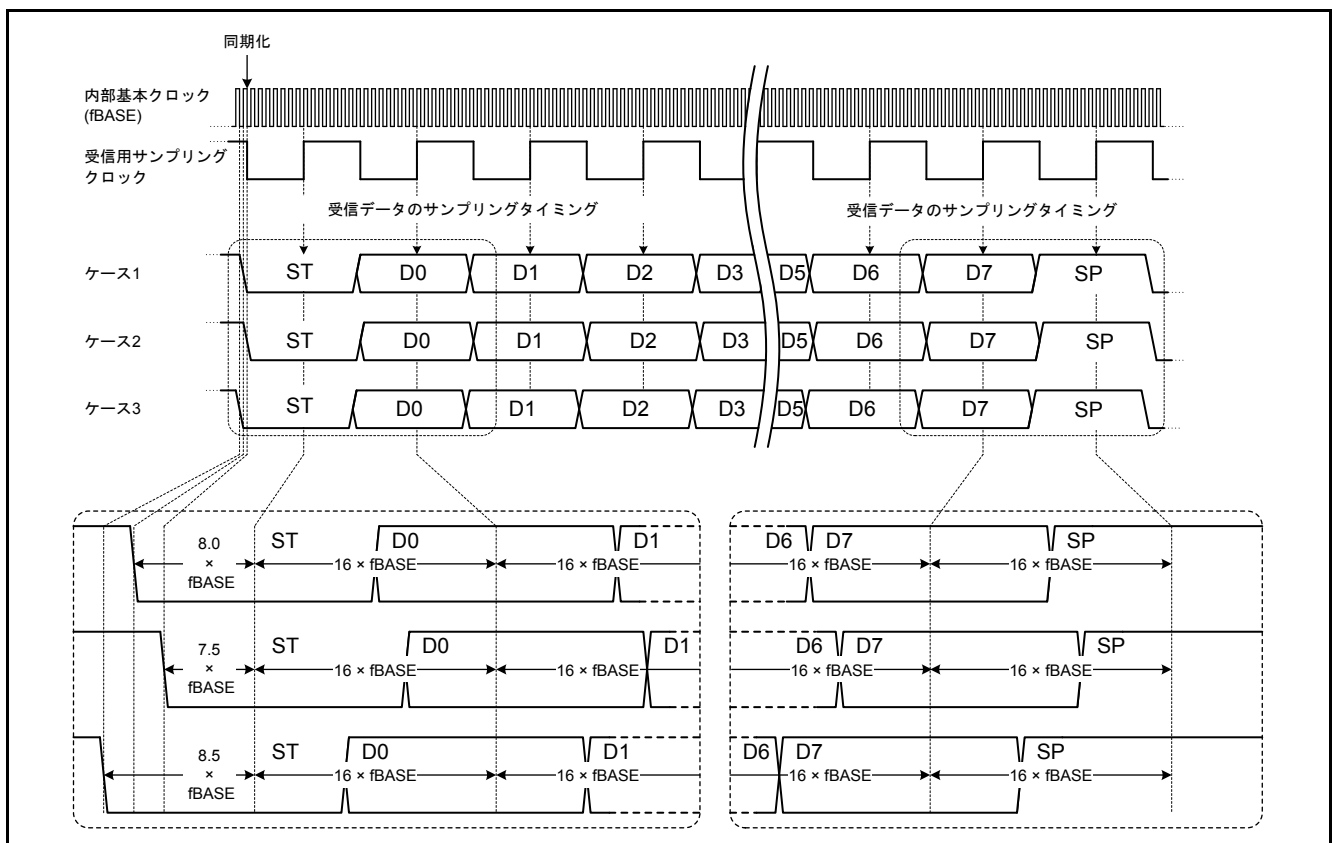 同期化
内部基本クロック
(fBASE)
受信用サンプリング
クロック
受信データのサンプリングタイミング 受信データのサンプリングタイミング
ケース1 ST D0 D1 D2 D3 D5 D6 D7 SP
ケース2 ST D0 D1 D2 D3 D5 D6 D7 SP
ケース3 ST D0 D1 D2 D3 D5 D6 D7 SP
ST D0 D1 D6 D7 SP
8.0
×
fBASE
16 × fBASE 16 × fBASE 16 × fBASE 16 × fBASE
ST D0 D1 D6 D7 SP
7.5
×
fBASE
16 × fBASE 16 × fBASE 16 × fBASE 16 × fBASE
ST D0 D1 D6 D7 SP
8.5
×
fBASE
16 × fBASE 16 × fBASE 16 × fBASE 16 × fBASE